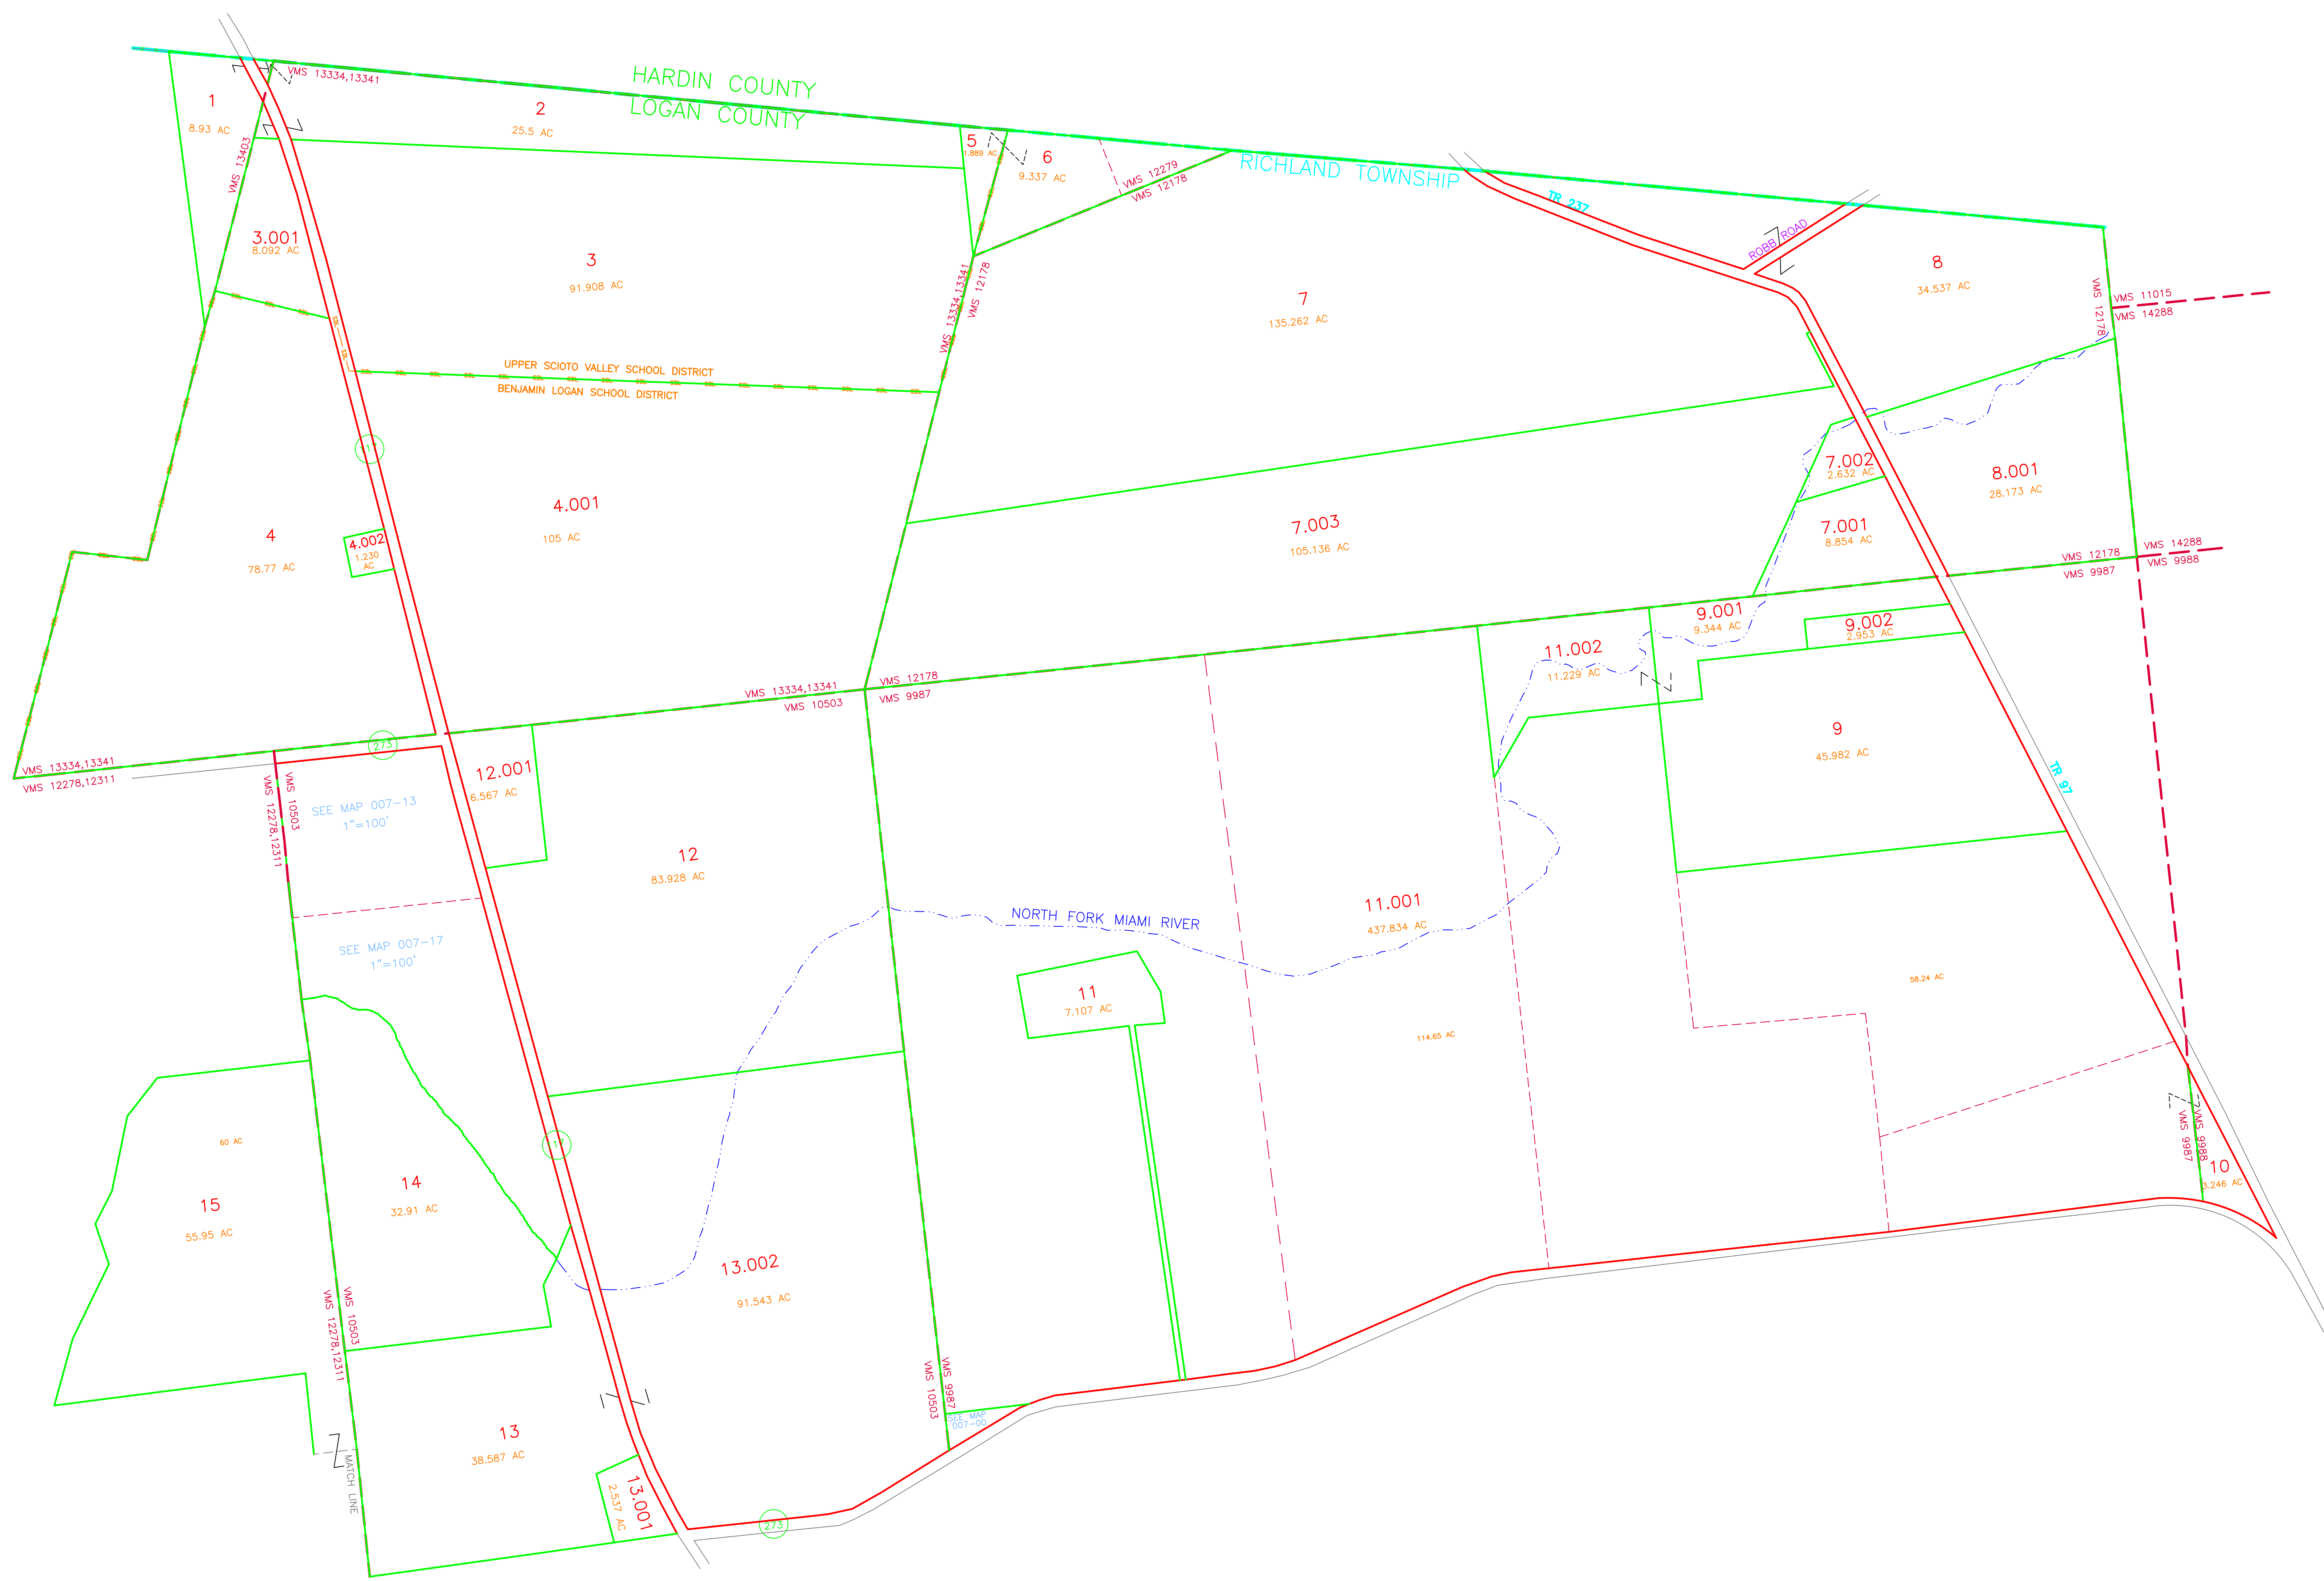 HARDIN COUNTY
LOGAN COUNTY
RICHLAND TOWNSHIP
VMS 13334,13341
1
8.93 AC
VMS 13403
2
25.5 AC
5
1.889 AC
6
9.337 AC
VMS 12279
VMS 12178
TR 237
ROBB ROAD
8
34.537 AC
VMS 12178
VMS 11015
VMS 14288
3.001
8.092 AC
3
91.908 AC
VMS 13334,13341
VMS 12178
7
135.262 AC
SDL
UPPER SCIOTO VALLEY SCHOOL DISTRICT
BENJAMIN LOGAN SCHOOL DISTRICT
4
78.77 AC
4.002
1.230
AC
4.001
105 AC
7.003
105.136 AC
7.002
2.632 AC
7.001
8.854 AC
8.001
28.173 AC
VMS 12178
VMS 9987
VMS 14288
VMS 9988
9.001
9.344 AC
9.002
2.953 AC
11.002
11.229 AC
9
45.982 AC
TR 97
VMS 13334,13341
VMS 10503
VMS 12178
VMS 9987
273
VMS 13334,13341
VMS 12278,12311
VMS 10503
VMS 12278,12311
SEE MAP 007-13
1"=100'
12.001
6.567 AC
12
83.928 AC
SEE MAP 007-17
1"=100'
NORTH FORK MIAMI RIVER
11.001
437.834 AC
11
7.107 AC
114.65 AC
58.24 AC
60 AC
15
55.95 AC
14
32.91 AC
13.002
91.543 AC
VMS 9988
VMS 9987
10
3.246 AC
VMS 10503
VMS 12278,12311
VMS 9987
VMS 10503
SEE MAP
007-00
13
38.587 AC
MATCH LINE
13.001
2.537 AC
273